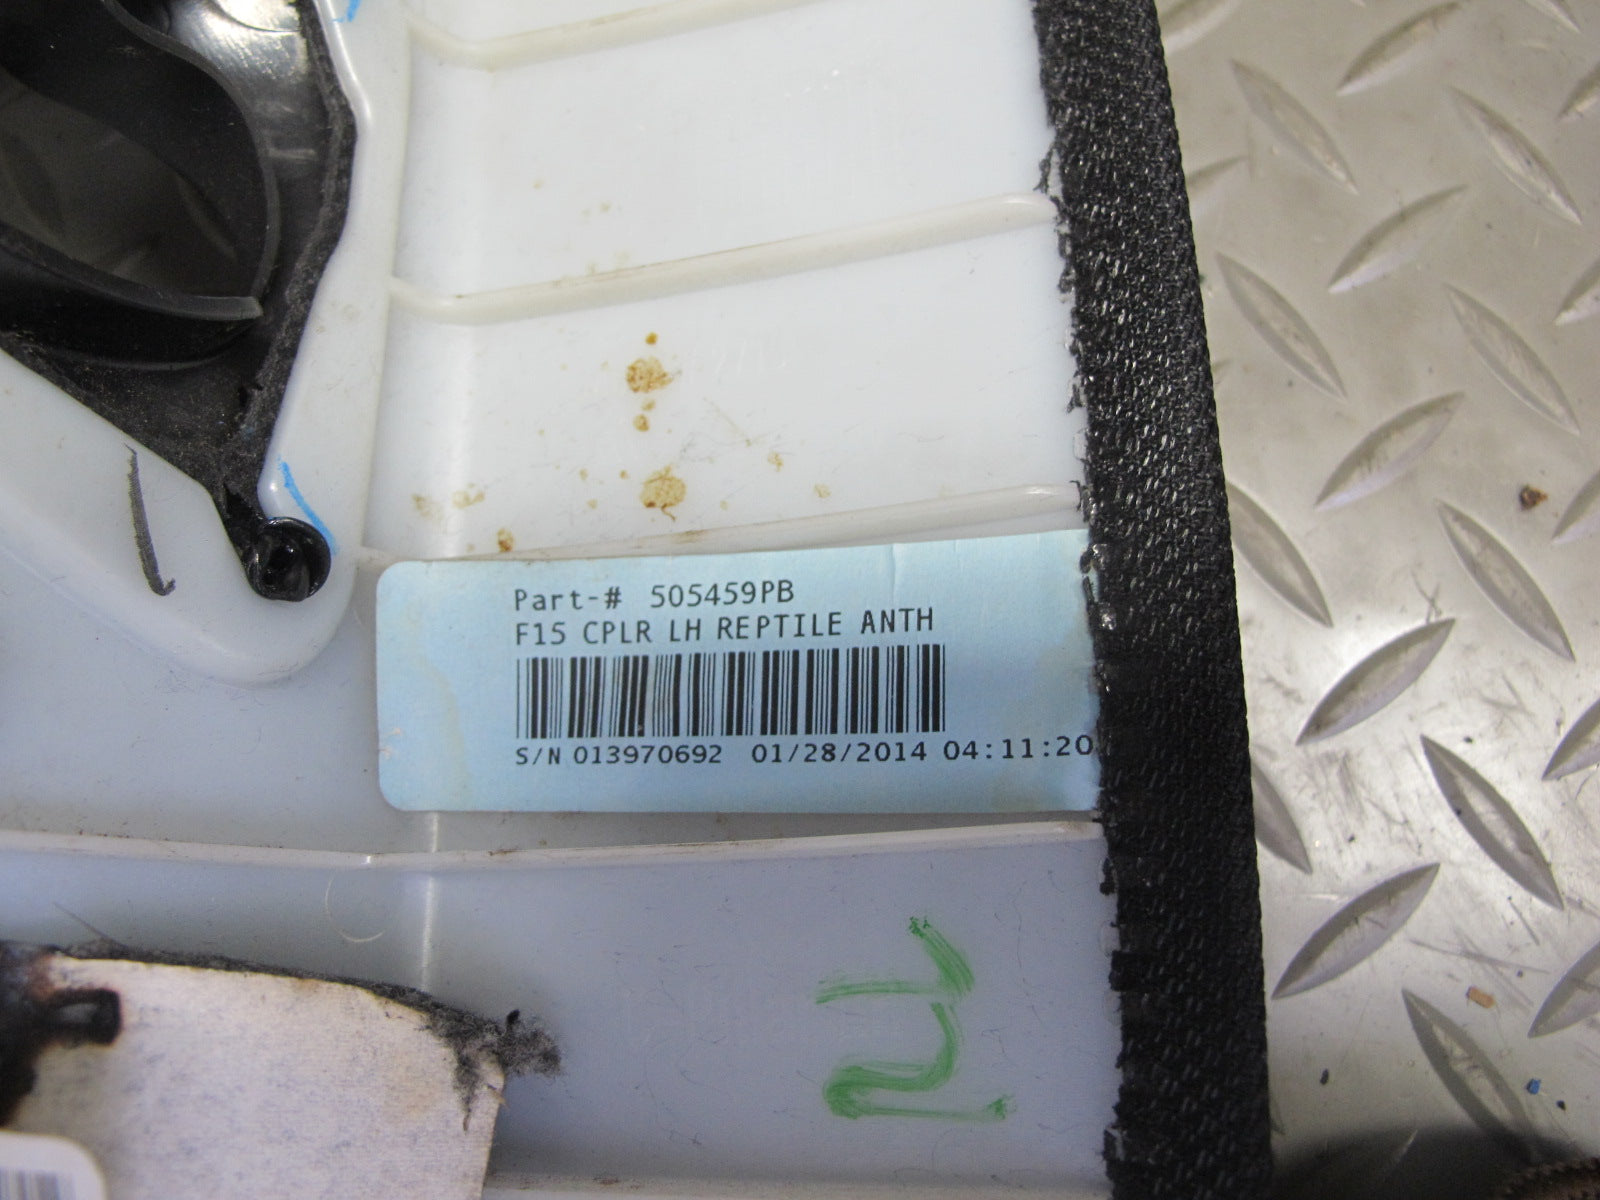 Part-# 505459PB
F15 CPLR LH REPTILE ANTH
S/N 013970692 01/28/2014 04:11:20